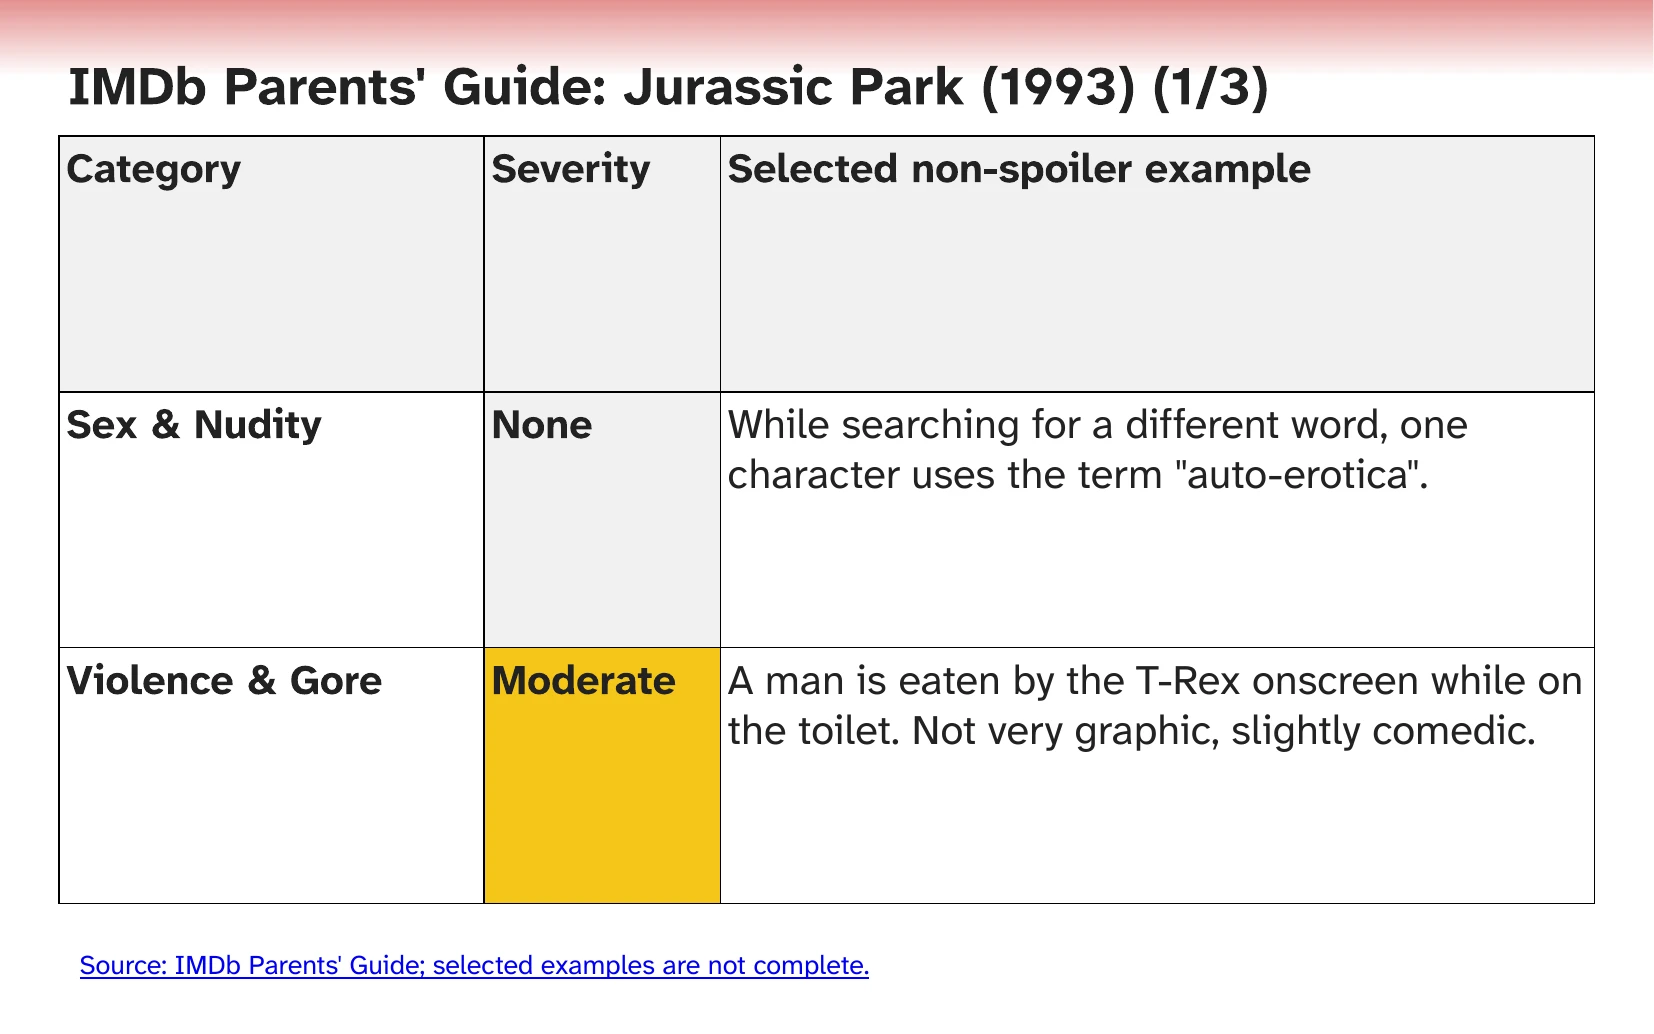 IMDb Parents' Guide: Jurassic Park (1993) (1/3)
Category Severity Selected non-spoiler example
Sex & Nudity None While searching for a different word, one
character uses the term "auto-erotica".
Violence & Gore Moderate A man is eaten by the T-Rex onscreen while on
the toilet. Not very graphic, slightly comedic.
Source: IMDb Parents' Guide; selected examples are not complete.